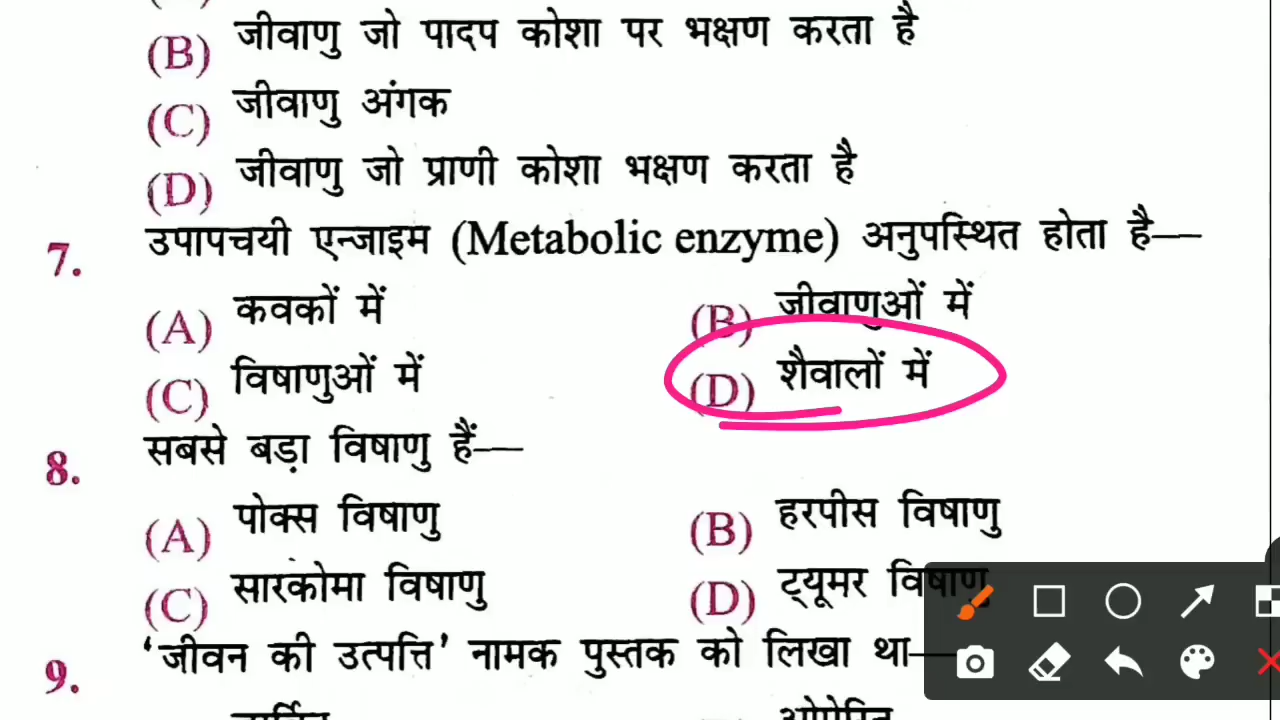 (B) जीवाणु जो पादप कोशा पर भक्षण करता है
(C) जीवाणु अंगक
(D) जीवाणु जो प्राणी कोशा भक्षण करता है
7. उपापचयी एन्जाइम (Metabolic enzyme) अनुपस्थित होता है—
(A) कवकों में (B) जीवाणुओं में
(C) विषाणुओं में (D) शैवालों में
8. सबसे बड़ा विषाणु हैं—
(A) पोक्स विषाणु (B) हरपीस विषाणु
(C) सारकोमा विषाणु (D) ट्यूमर विषाणु
9. ‘जीवन की उत्पत्ति’ नामक पुस्तक को लिखा था—